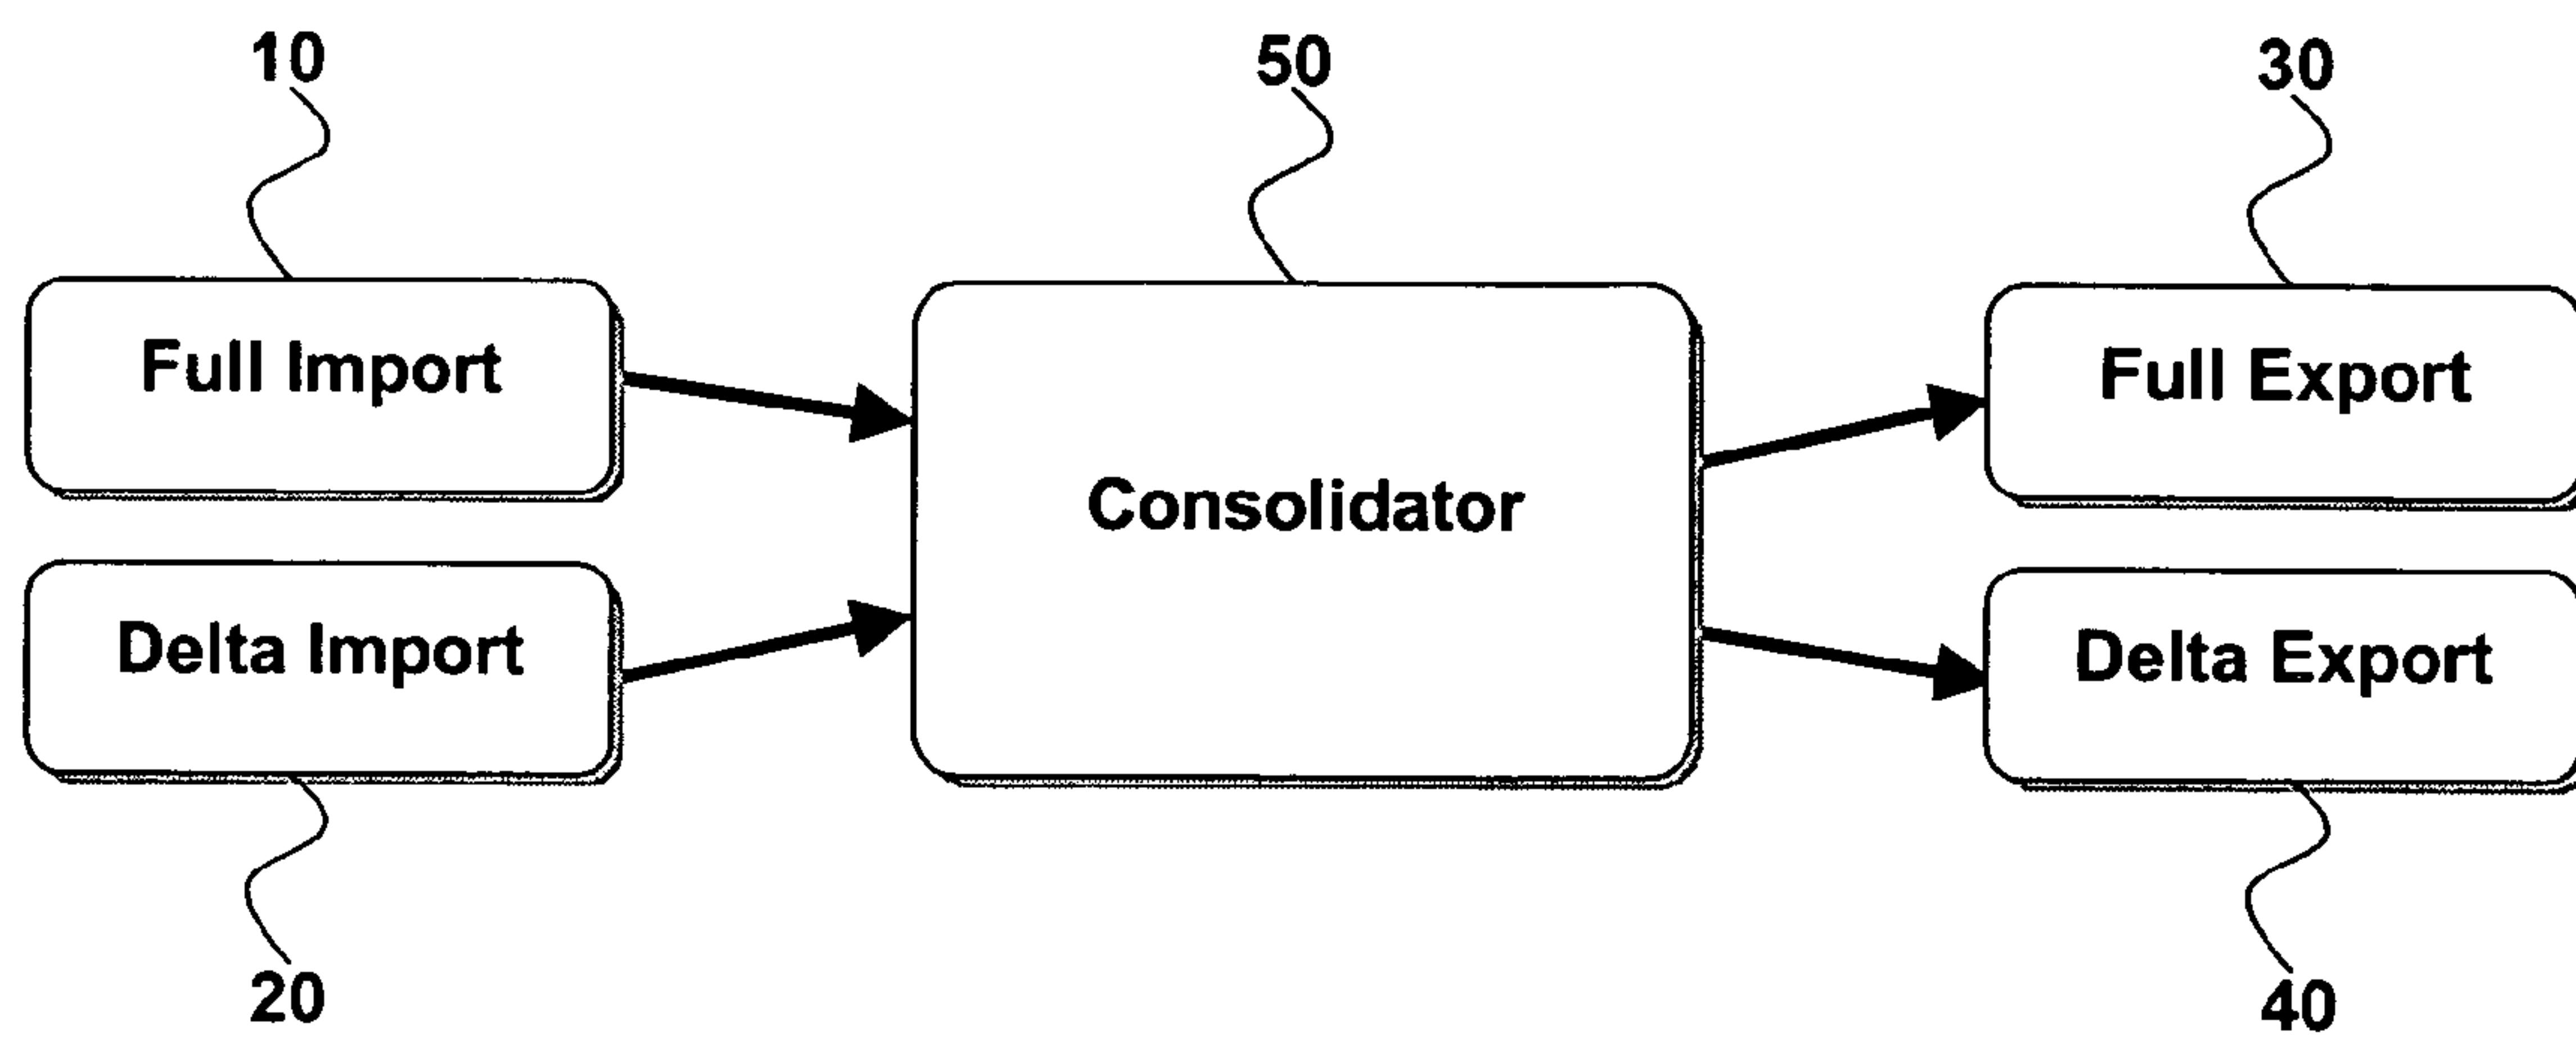 10
50
30
Full Import
Consolidator
Full Export
Delta Import
Delta Export
20
40